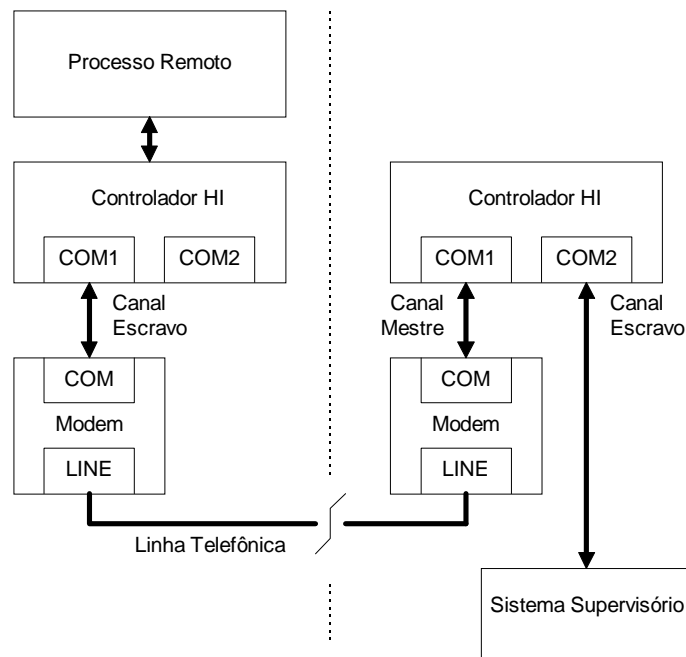 Processo Remoto
Controlador HI
COM1
COM2
Canal
Escravo
COM
Modem
LINE
Linha Telefônica
Controlador HI
COM1
COM2
Canal
Mestre
Canal
Escravo
COM
Modem
LINE
Sistema Supervisório